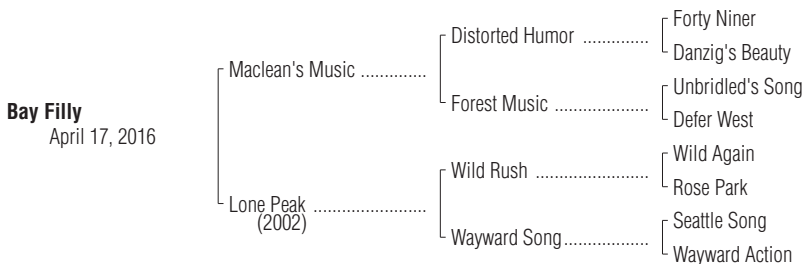 Forty Niner
Distorted Humor ..............
Danzig's Beauty
Maclean's Music ..............
Unbridled's Song
Forest Music ....................
Bay Filly
Defer West
April 17, 2016
Wild Again
Wild Rush ........................
Rose Park
Lone Peak ........................
(2002)
Seattle Song
Wayward Song..................
Wayward Action